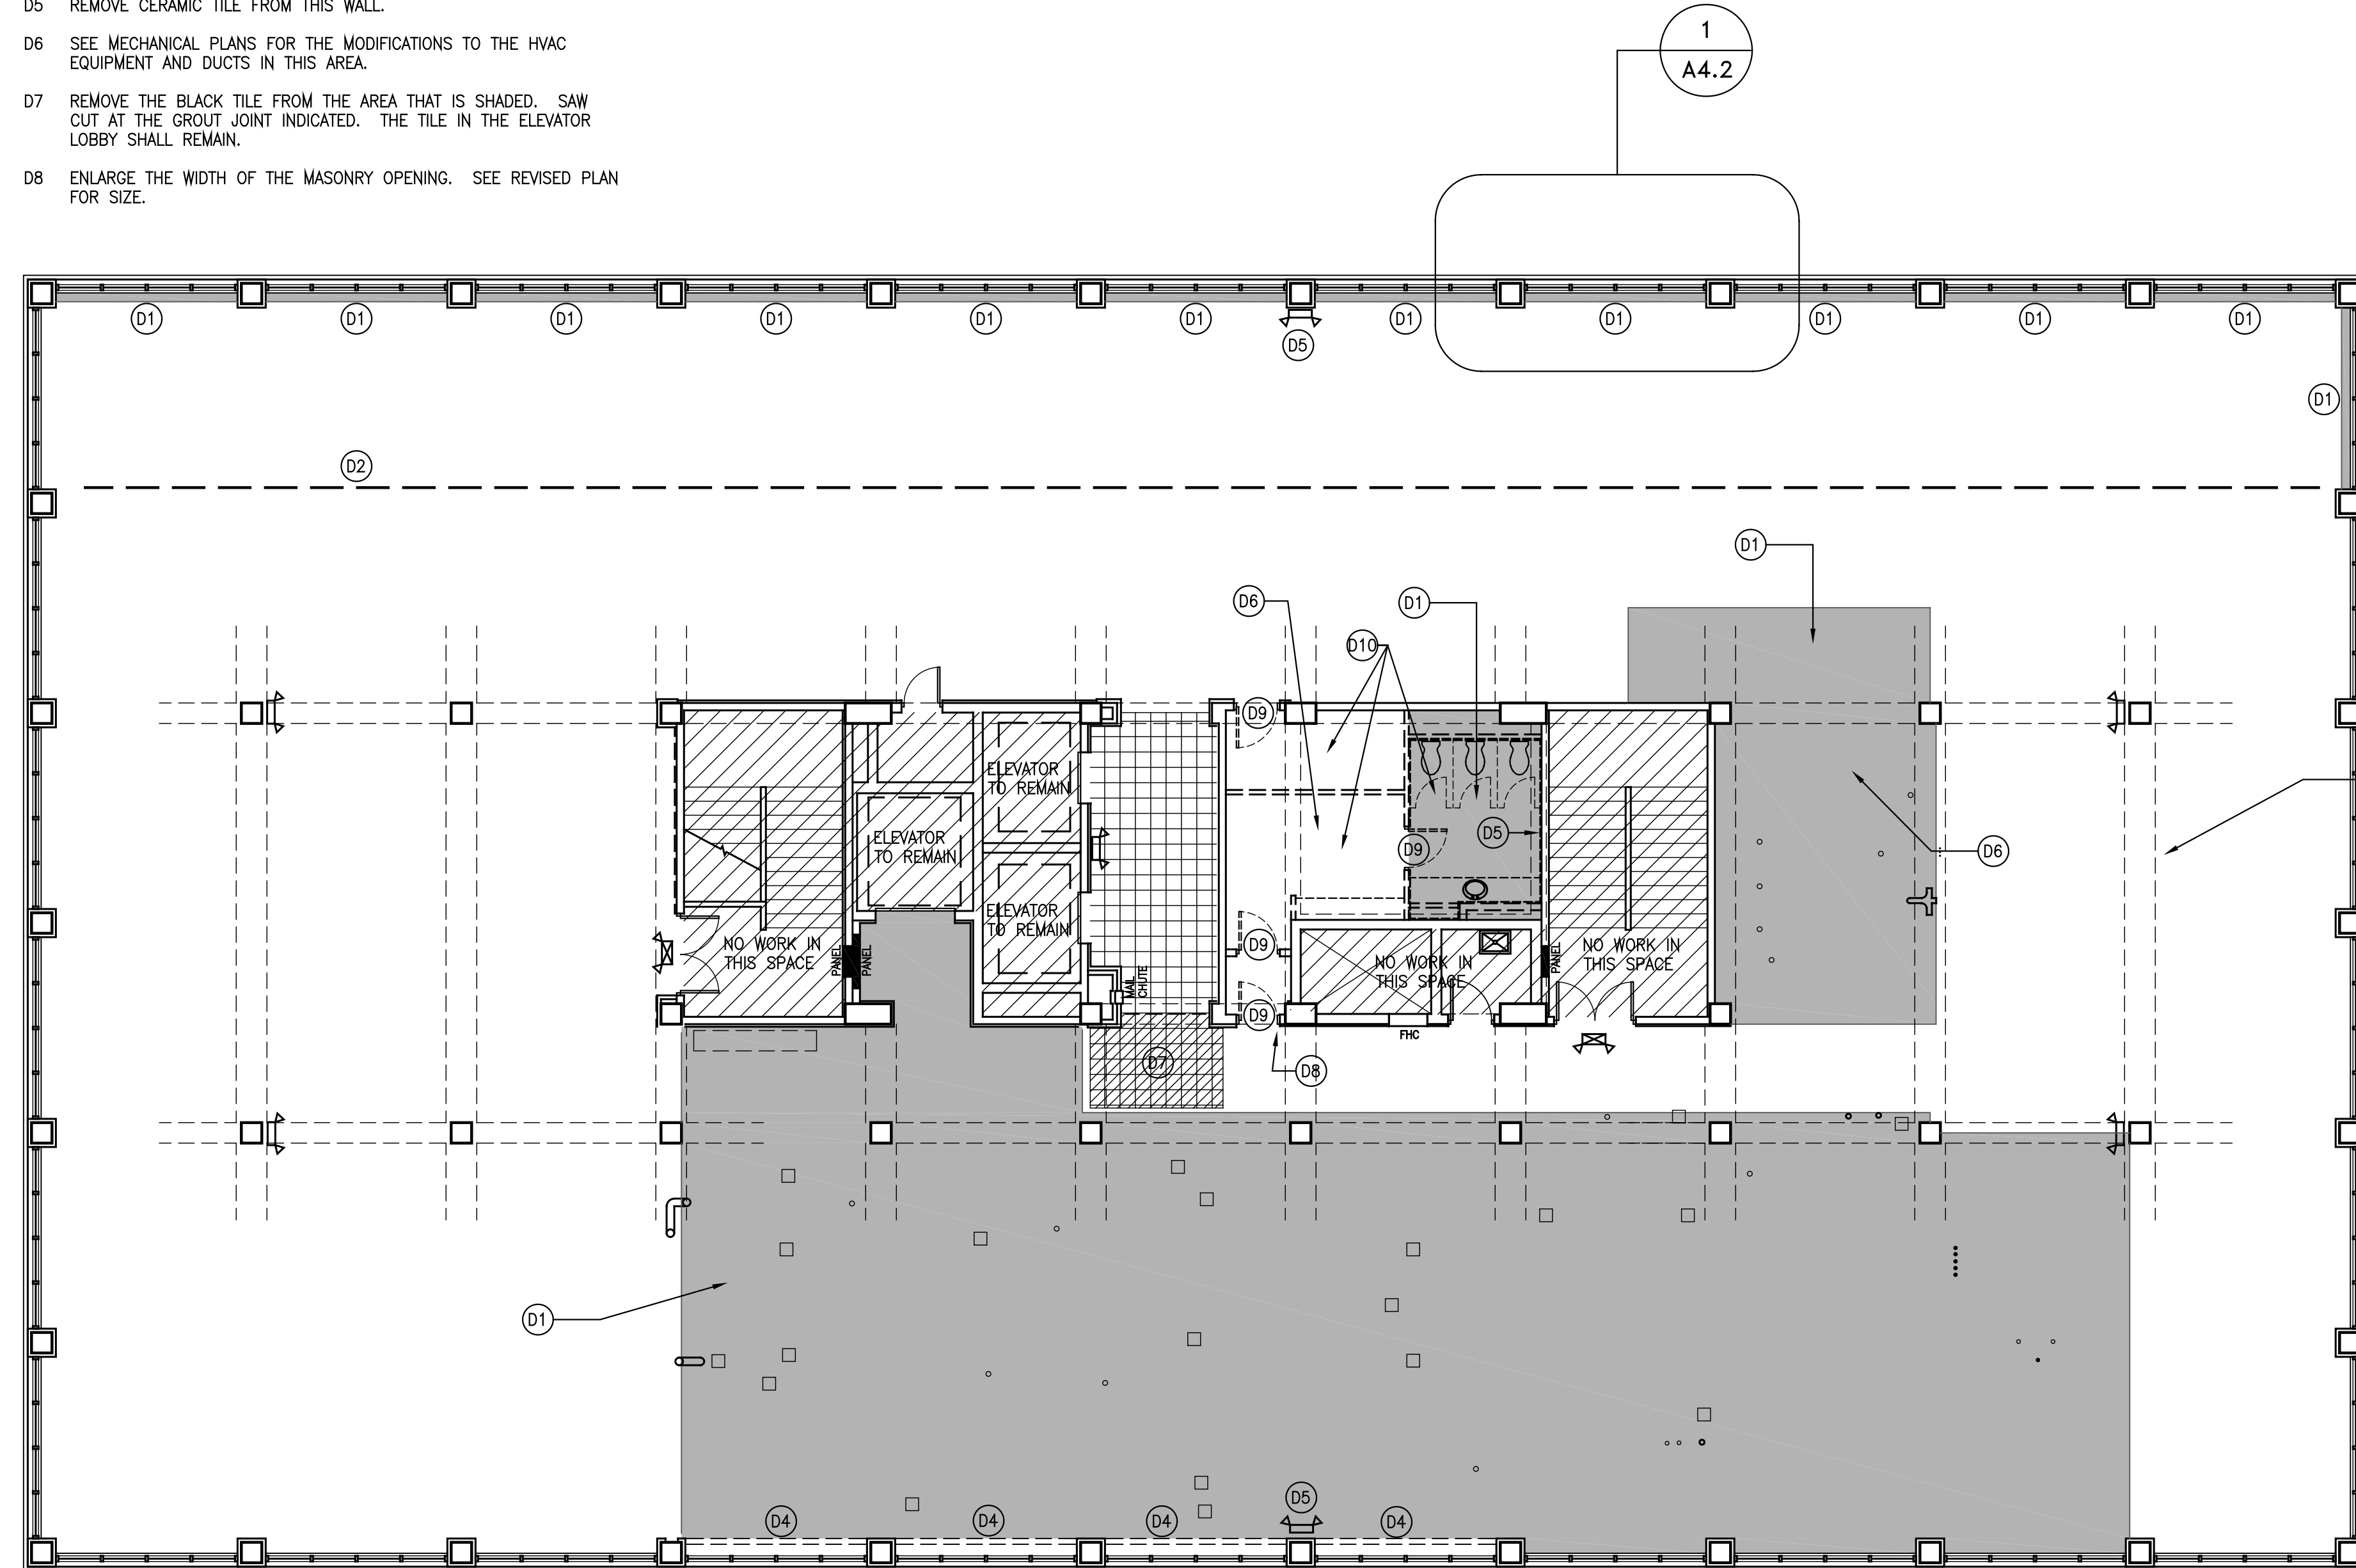 D5 REMOVE CERAMIC TILE FROM THIS WALL.
D6 SEE MECHANICAL PLANS FOR THE MODIFICATIONS TO THE HVAC
EQUIPMENT AND DUCTS IN THIS AREA.
D7 REMOVE THE BLACK TILE FROM THE AREA THAT IS SHADED. SAW
CUT AT THE GROUT JOINT INDICATED. THE TILE IN THE ELEVATOR
LOBBY SHALL REMAIN.
D8 ENLARGE THE WIDTH OF THE MASONRY OPENING. SEE REVISED PLAN
FOR SIZE.
1
A4.2
D1 D1 D1 D1 D1 D1 D1 D1 D1 D1 D1
D5
D1
D2
D1
D6
D1
D10
D9
ELEVATOR
TO REMAIN
ELEVATOR
TO REMAIN
D5
D9
D6
ELEVATOR
TO REMAIN
NO WORK IN
THIS SPACE
PANEL
PANEL
MAIL
CHUTE
D9
NO WORK IN
THIS SPACE
PANEL
NO WORK IN
THIS SPACE
D9
FHC
D7
D8
D1
D4
D4
D4
D5
D4